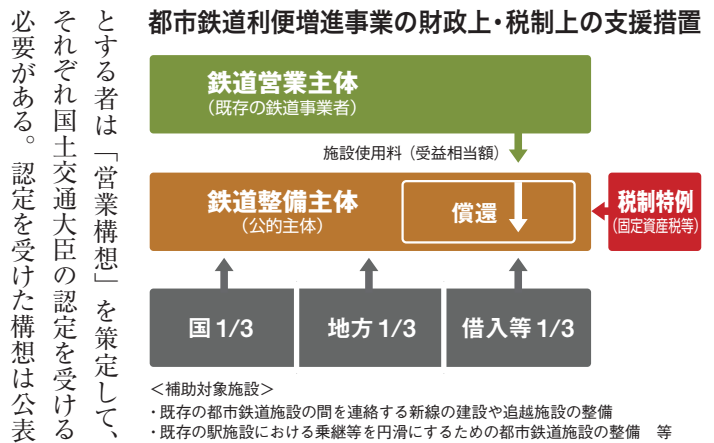 都市鉄道利便増進事業の財政上・税制上の支援措置
鉄道営業主体
（既存の鉄道事業者）
施設使用料（受益相当額）
鉄道整備主体
（公的主体）
償還
税制特例
（固定資産税等）
国 1/3
地方 1/3
借入等 1/3
＜補助対象施設＞
・既存の都市鉄道施設の間を連絡する新線の建設や追越施設の整備
・既存の駅施設における乗継等を円滑にするための都市鉄道施設の整備　等
とする者は「営業構想」を策定して、
それぞれ国土交通大臣の認定を受ける
必要がある。認定を受けた構想は公表